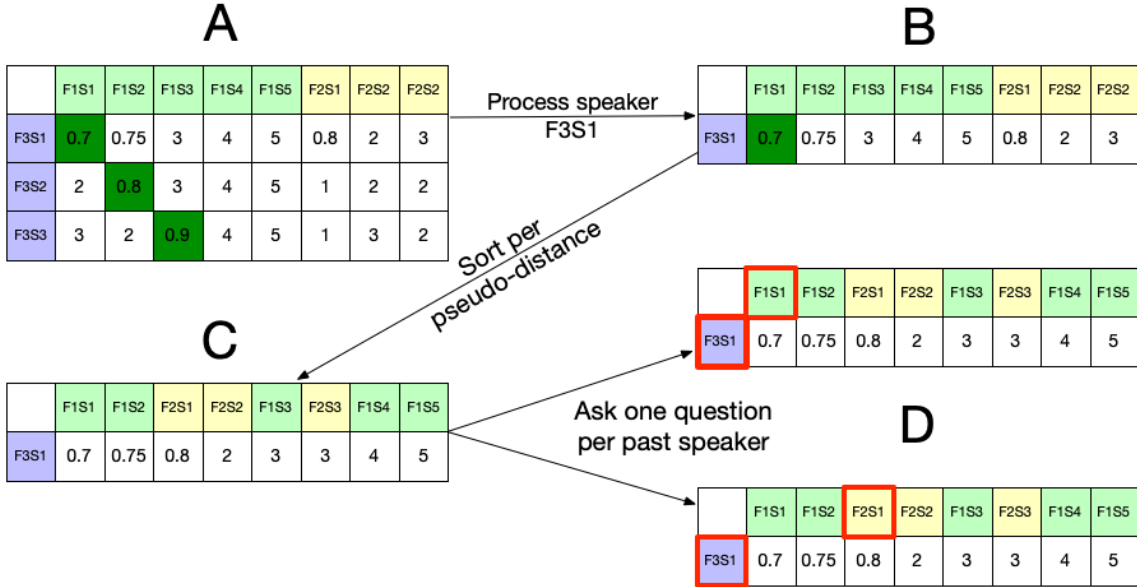 A
F1S1 F1S2 F1S3 F1S4 F1S5 F2S1 F2S2 F2S2
F3S1 0.7 0.75 3 4 5 0.8 2 3
F3S2 2 0.8 3 4 5 1 2 2
F3S3 3 2 0.9 4 5 1 3 2
Process speaker
F3S1
B
F1S1 F1S2 F1S3 F1S4 F1S5 F2S1 F2S2 F2S2
F3S1 0.7 0.75 3 4 5 0.8 2 3
Sort per
pseudo-distance
C
F1S1 F1S2 F2S1 F2S2 F1S3 F2S3 F1S4 F1S5
F3S1 0.7 0.75 0.8 2 3 3 4 5
Ask one question
per past speaker
F1S1 F1S2 F2S1 F2S2 F1S3 F2S3 F1S4 F1S5
F3S1 0.7 0.75 0.8 2 3 3 4 5
D
F1S1 F1S2 F2S1 F2S2 F1S3 F2S3 F1S4 F1S5
F3S1 0.7 0.75 0.8 2 3 3 4 5